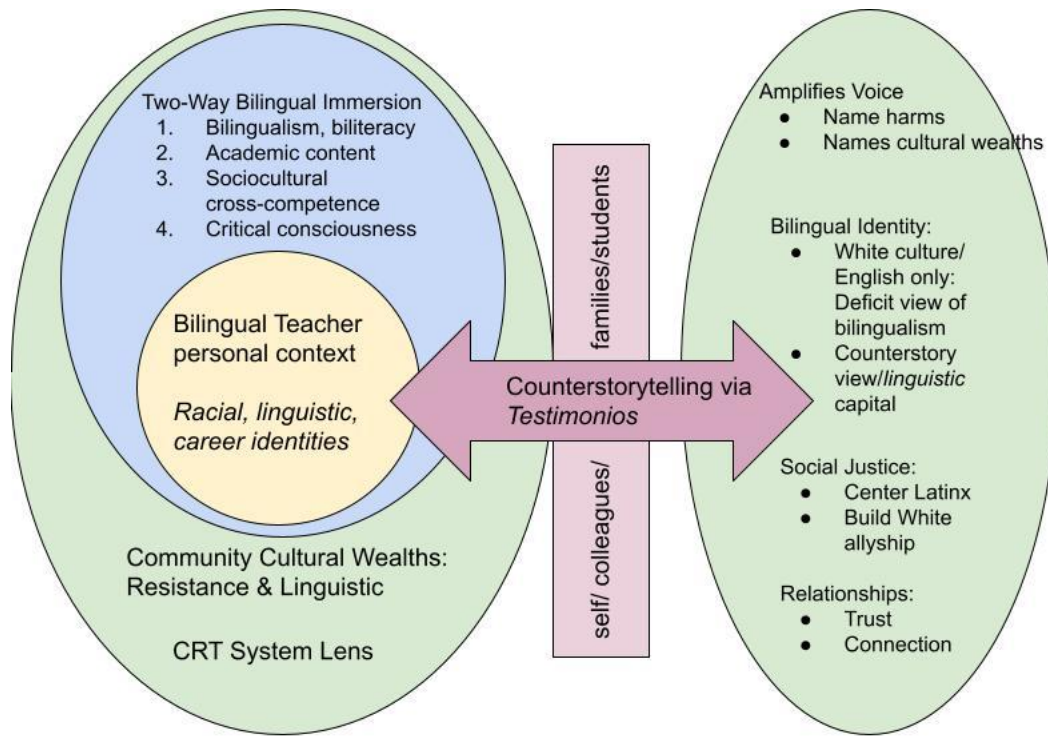 Two-Way Bilingual Immersion
1. Bilingualism, biliteracy
2. Academic content
3. Sociocultural
cross-competence
4. Critical consciousness
Bilingual Teacher
personal context
Racial, linguistic,
career identities
Community Cultural Wealths:
Resistance & Linguistic
CRT System Lens
families/students
Counterstorytelling via
Testimonios
self/ colleagues/
Amplifies Voice
● Name harms
● Names cultural wealths
Bilingual Identity:
● White culture/
English only:
Deficit view of
bilingualism
● Counterstory
view/linguistic
capital
Social Justice:
● Center Latinx
● Build White
allyship
Relationships:
● Trust
● Connection